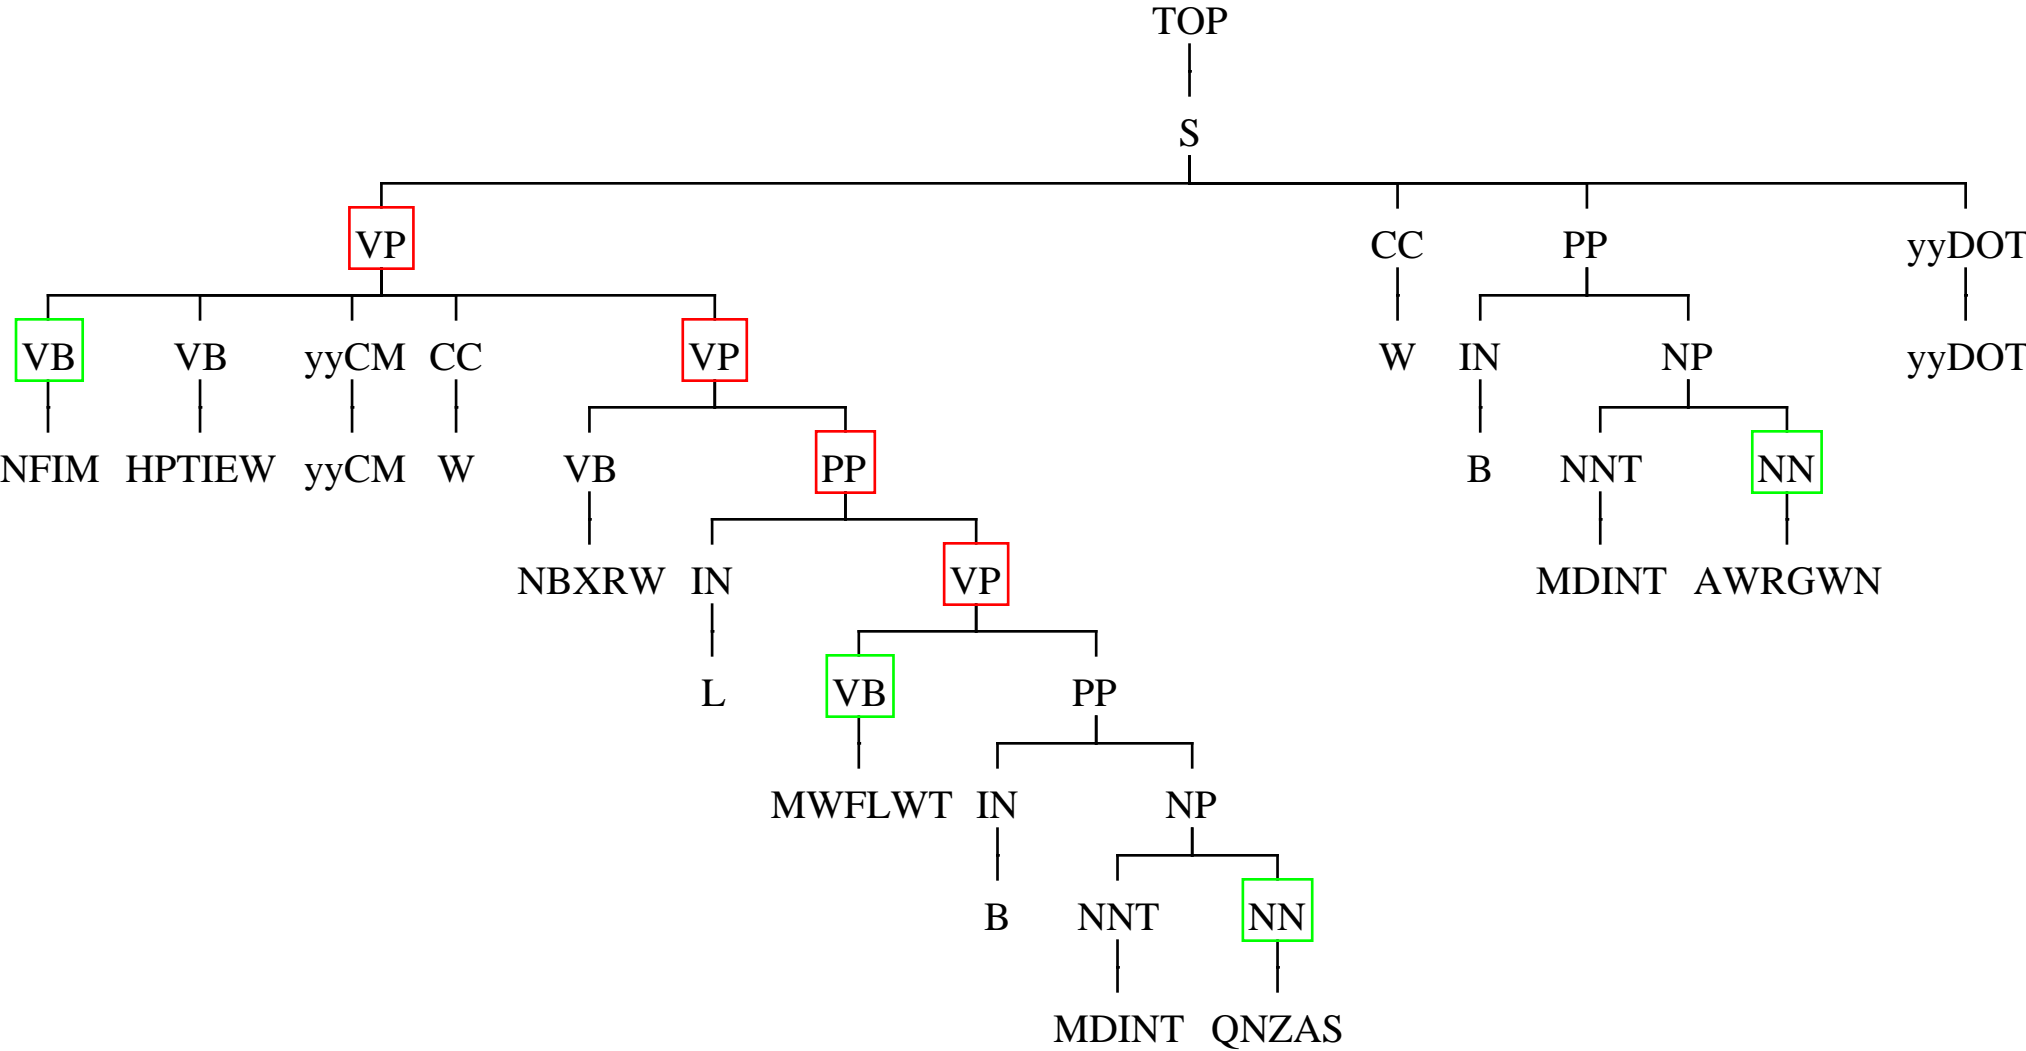 TOP
S
VP CC PP yyDOT
VB VB yyCM CC VP W IN NP yyDOT
NFIM HPTIEW yyCM W VB PP B NNT NN
NBXRW IN VP MDINT AWRGWN
L VB PP
MWFLWT IN NP
B NNT NN
MDINT QNZAS